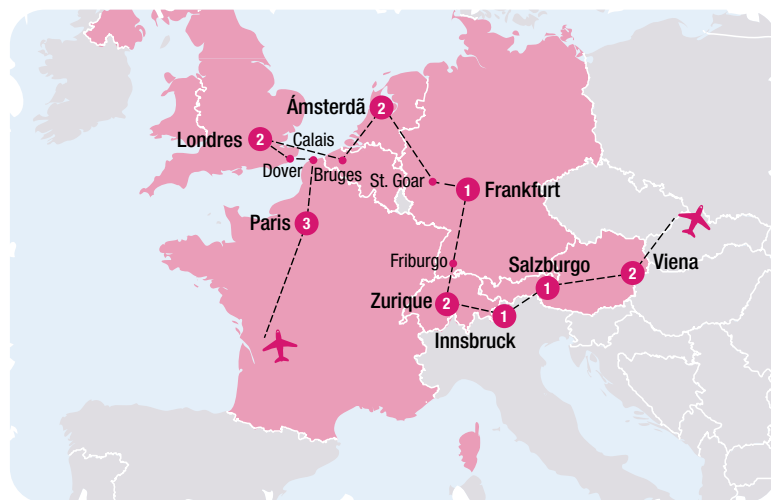 Ámsterdã
2
Londres
2
Calais
Dover
Bruges
St. Goar
1
Frankfurt
Paris
3
Friburgo
Salzburgo
1
Viena
2
Zurique
2
1
Innsbruck